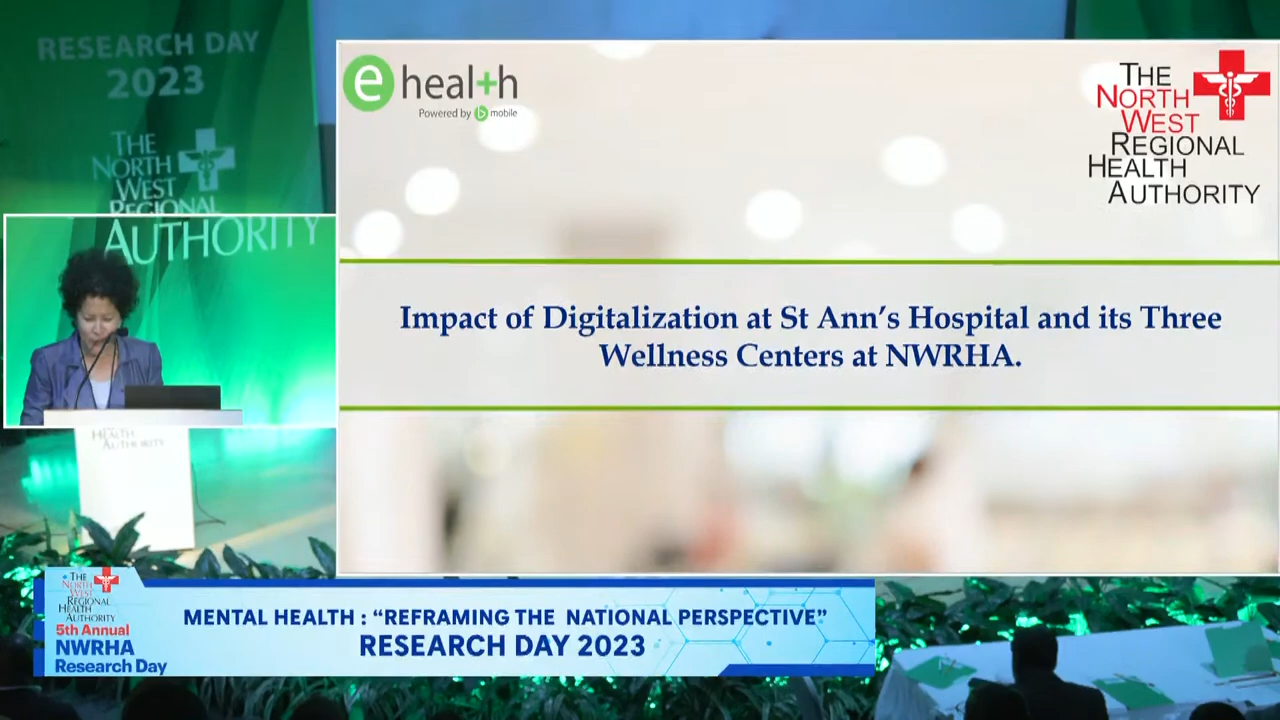 RESEARCH DAY
2023
THE
NORTH
WEST
REGIONAL
AUTHORITY
HEALTH
AUTHORITY
e health
Powered by b mobile
THE
NORTH
WEST
REGIONAL
HEALTH
AUTHORITY
Impact of Digitalization at St Ann’s Hospital and its Three
Wellness Centers at NWRHA.
THE
NORTH
WEST
REGIONAL
HEALTH
AUTHORITY
5th Annual
NWRHA
Research Day
MENTAL HEALTH : “REFRAMING THE NATIONAL PERSPECTIVE”
RESEARCH DAY 2023